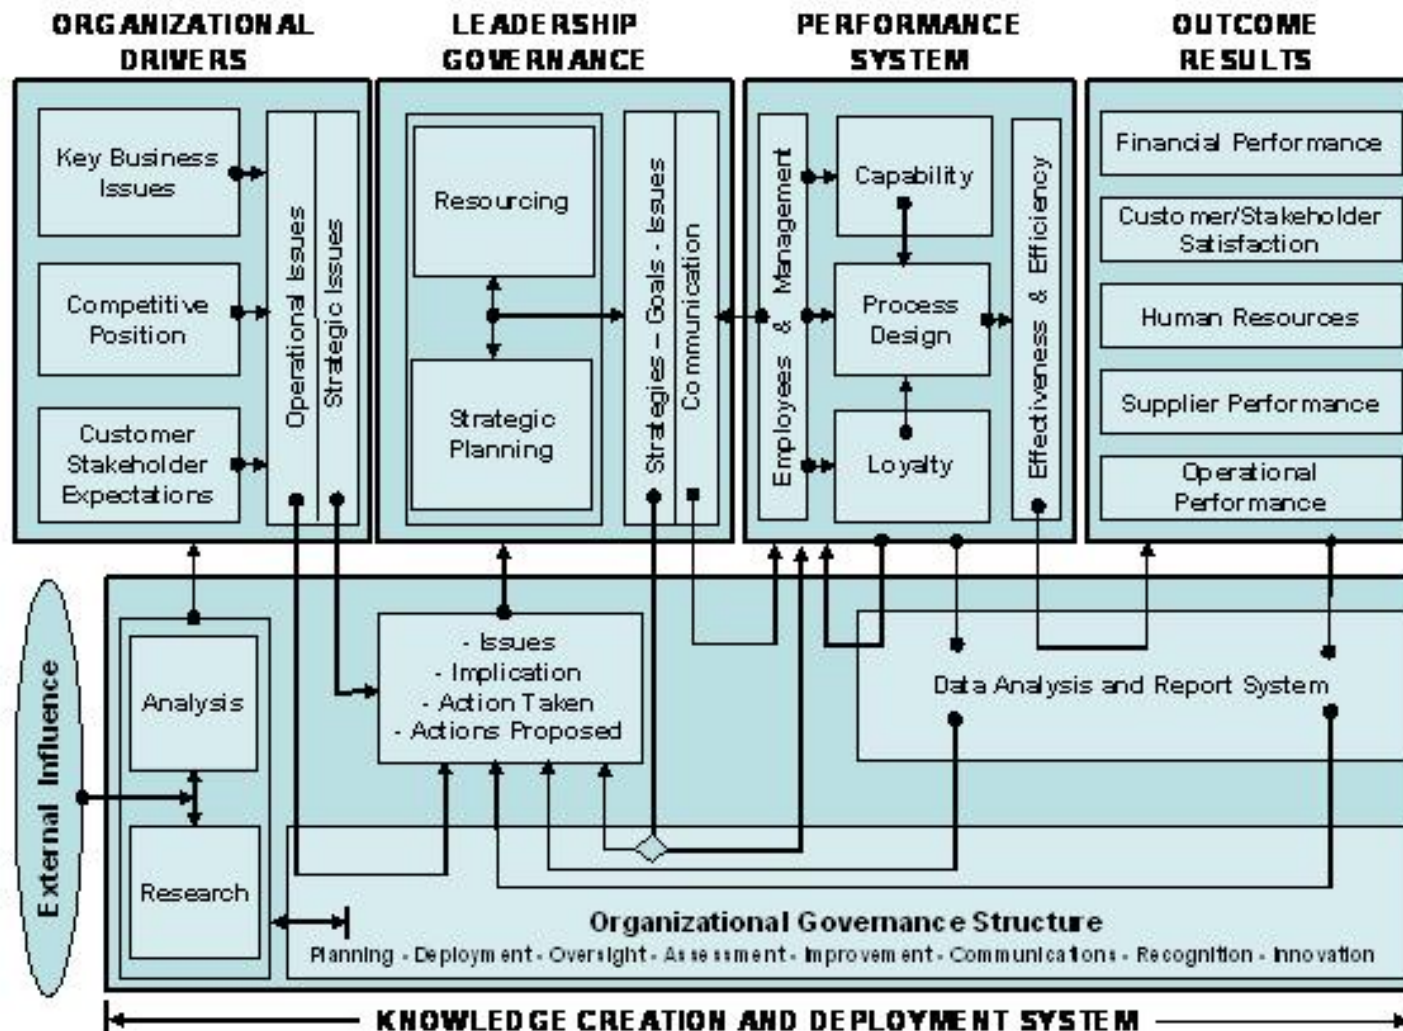 ORGANIZATIONAL
DRIVERS
LEADERSHIP
GOVERNANCE
PERFORMANCE
SYSTEM
OUTCOME
RESULTS
Key Business
Issues
Competitive
Position
Customer
Stakeholder
Expectations
Operational Issues
Strategic Issues
Resourcing
Strategic
Planning
Strategies – Goals - Issues
Communication
Employees & Management
Capability
Process
Design
Loyalty
Effectiveness & Efficiency
Financial Performance
Customer/Stakeholder
Satisfaction
Human Resources
Supplier Performance
Operational
Performance
External Influence
Analysis
Research
- Issues
- Implication
- Action Taken
- Actions Proposed
Data Analysis and Report System
Organizational Governance Structure
Planning - Deployment - Oversight - Assessment - Improvement - Communications - Recognition - Innovation
KNOWLEDGE CREATION AND DEPLOYMENT SYSTEM